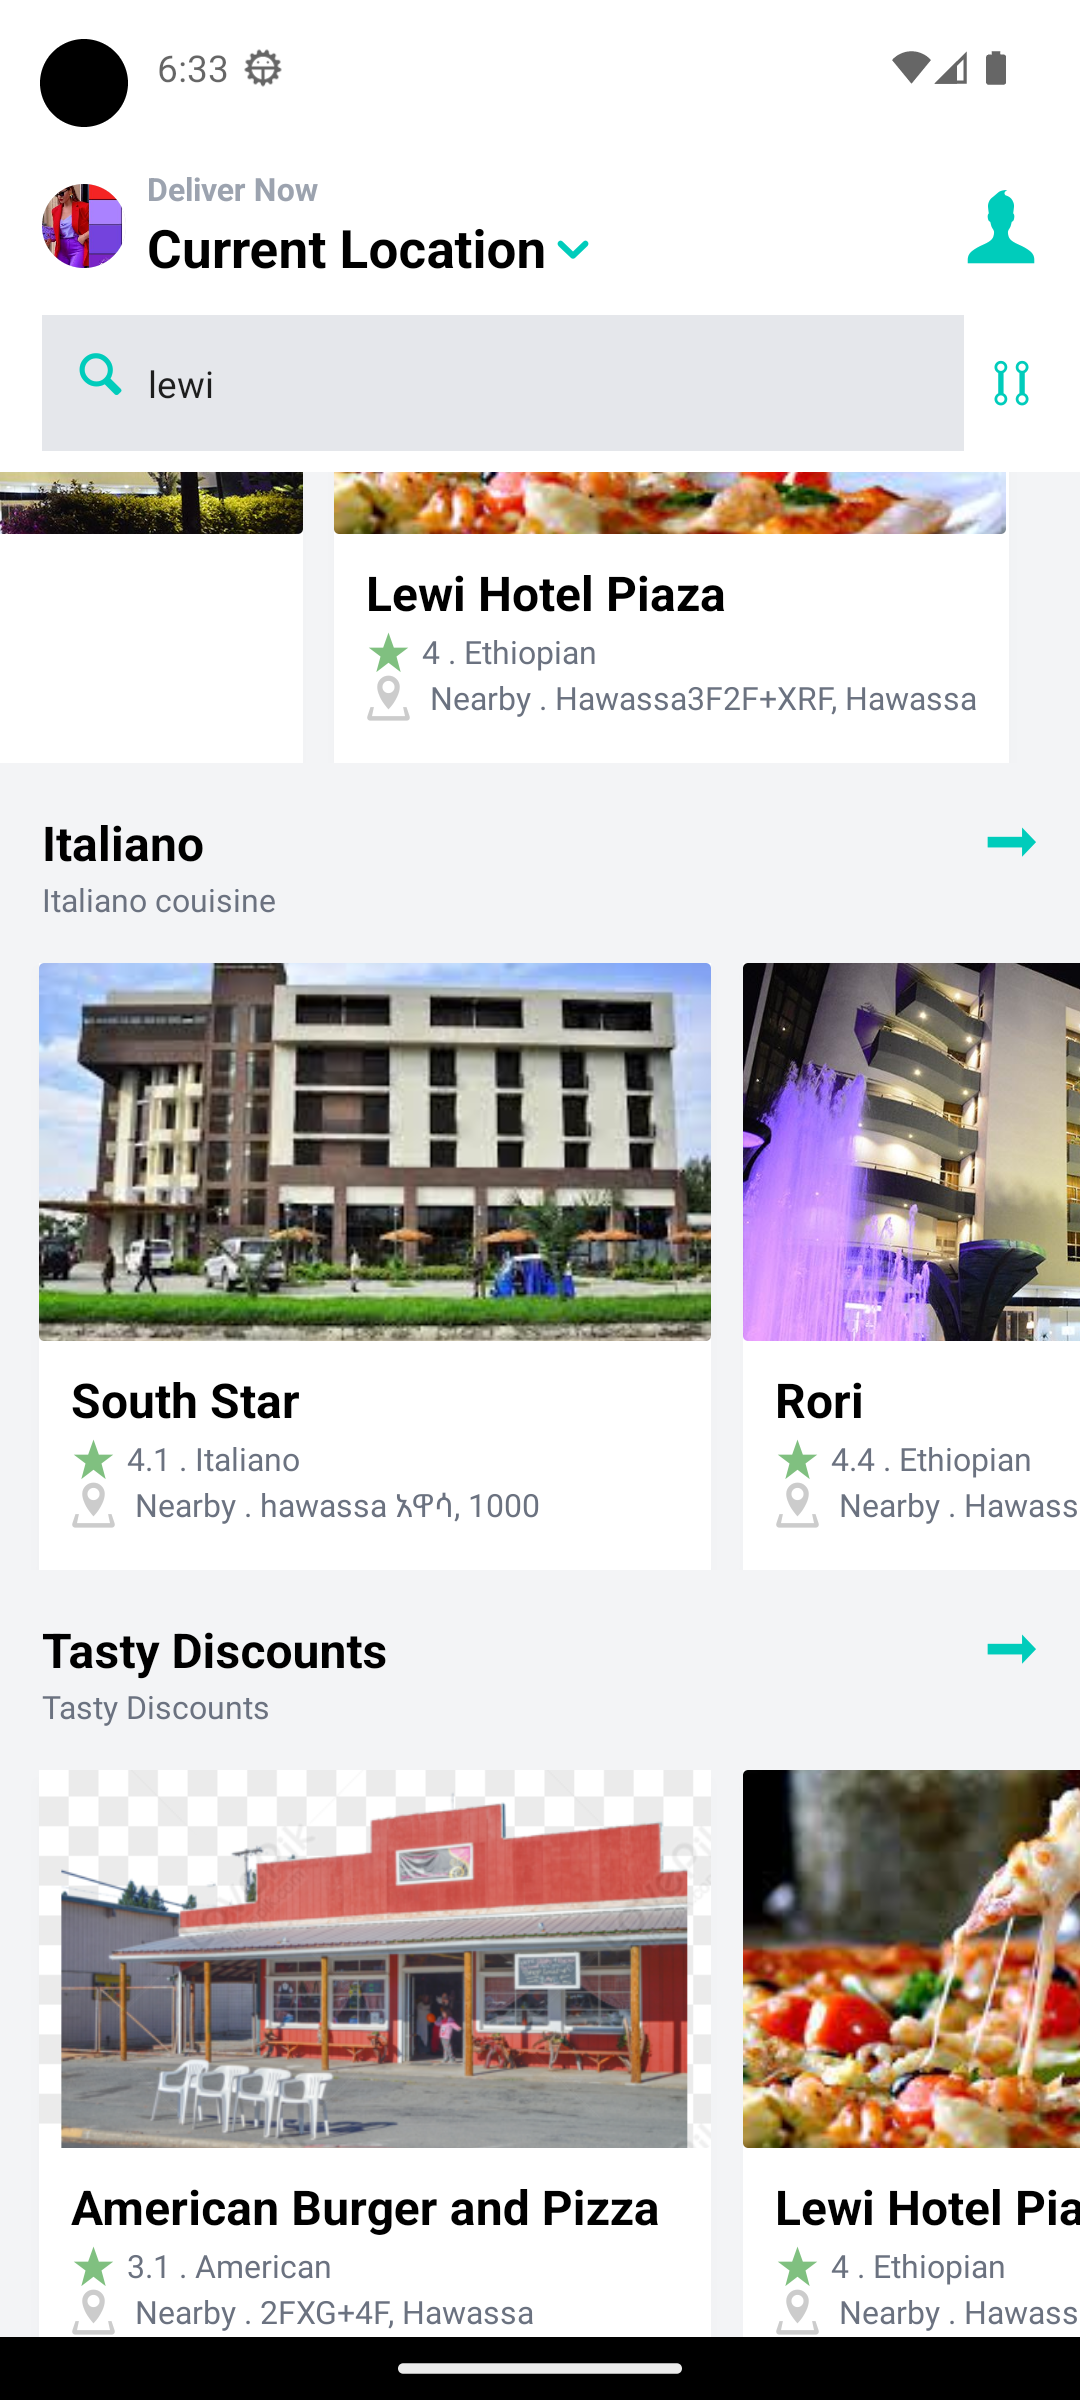 6:33
Deliver Now
Current Location
lewi
Lewi Hotel Piaza
4 . Ethiopian
Nearby . Hawassa3F2F+XRF, Hawassa
Italiano
Italiano couisine
South Star
4.1 . Italiano
Nearby . hawassa አዋሳ, 1000
Rori
4.4 . Ethiopian
Nearby . Hawass
Tasty Discounts
Tasty Discounts
American Burger and Pizza
3.1 . American
Nearby . 2FXG+4F, Hawassa
Lewi Hotel Pia
4 . Ethiopian
Nearby . Hawass